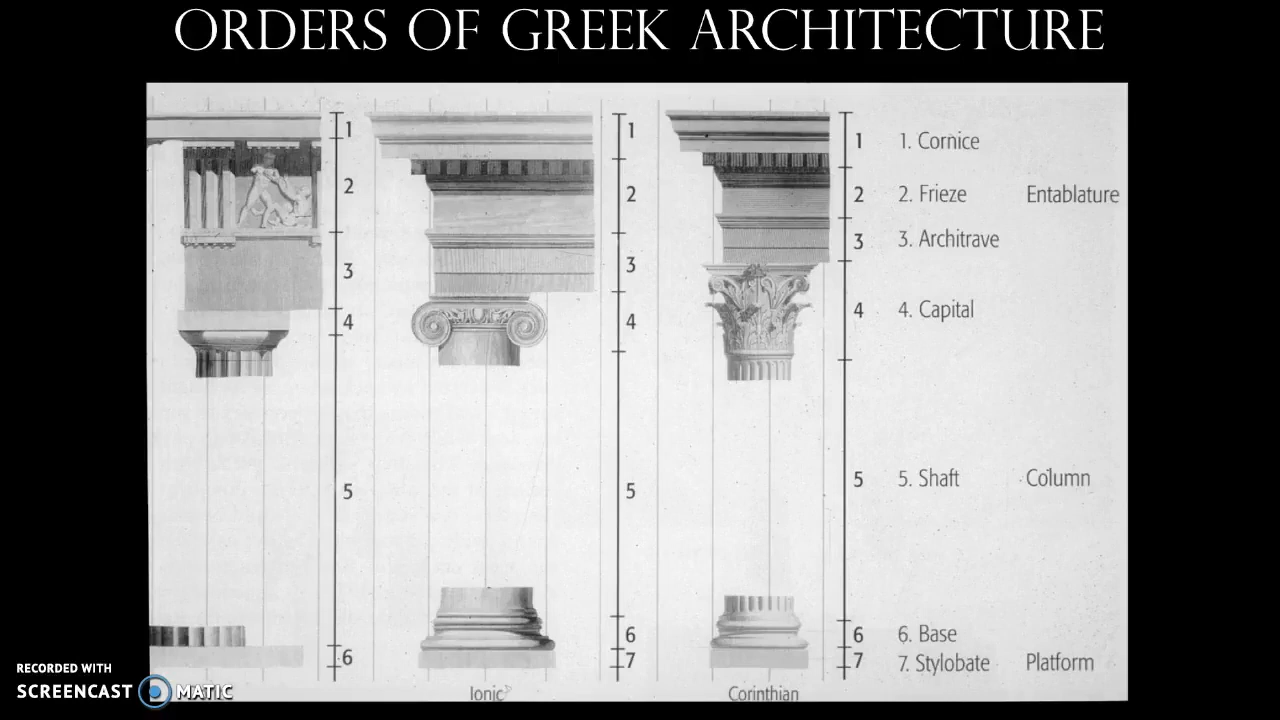 ORDERS OF GREEK ARCHITECTURE
1
2
3
4
5
6
1
2
3
4
5
6
7
1 1. Cornice
2 2. Frieze Entablature
3 3. Architrave
4 4. Capital
5 5. Shaft Column
6 6. Base
7 7. Stylobate Platform
Ionic
Corinthian
RECORDED WITH
SCREENCAST MATIC